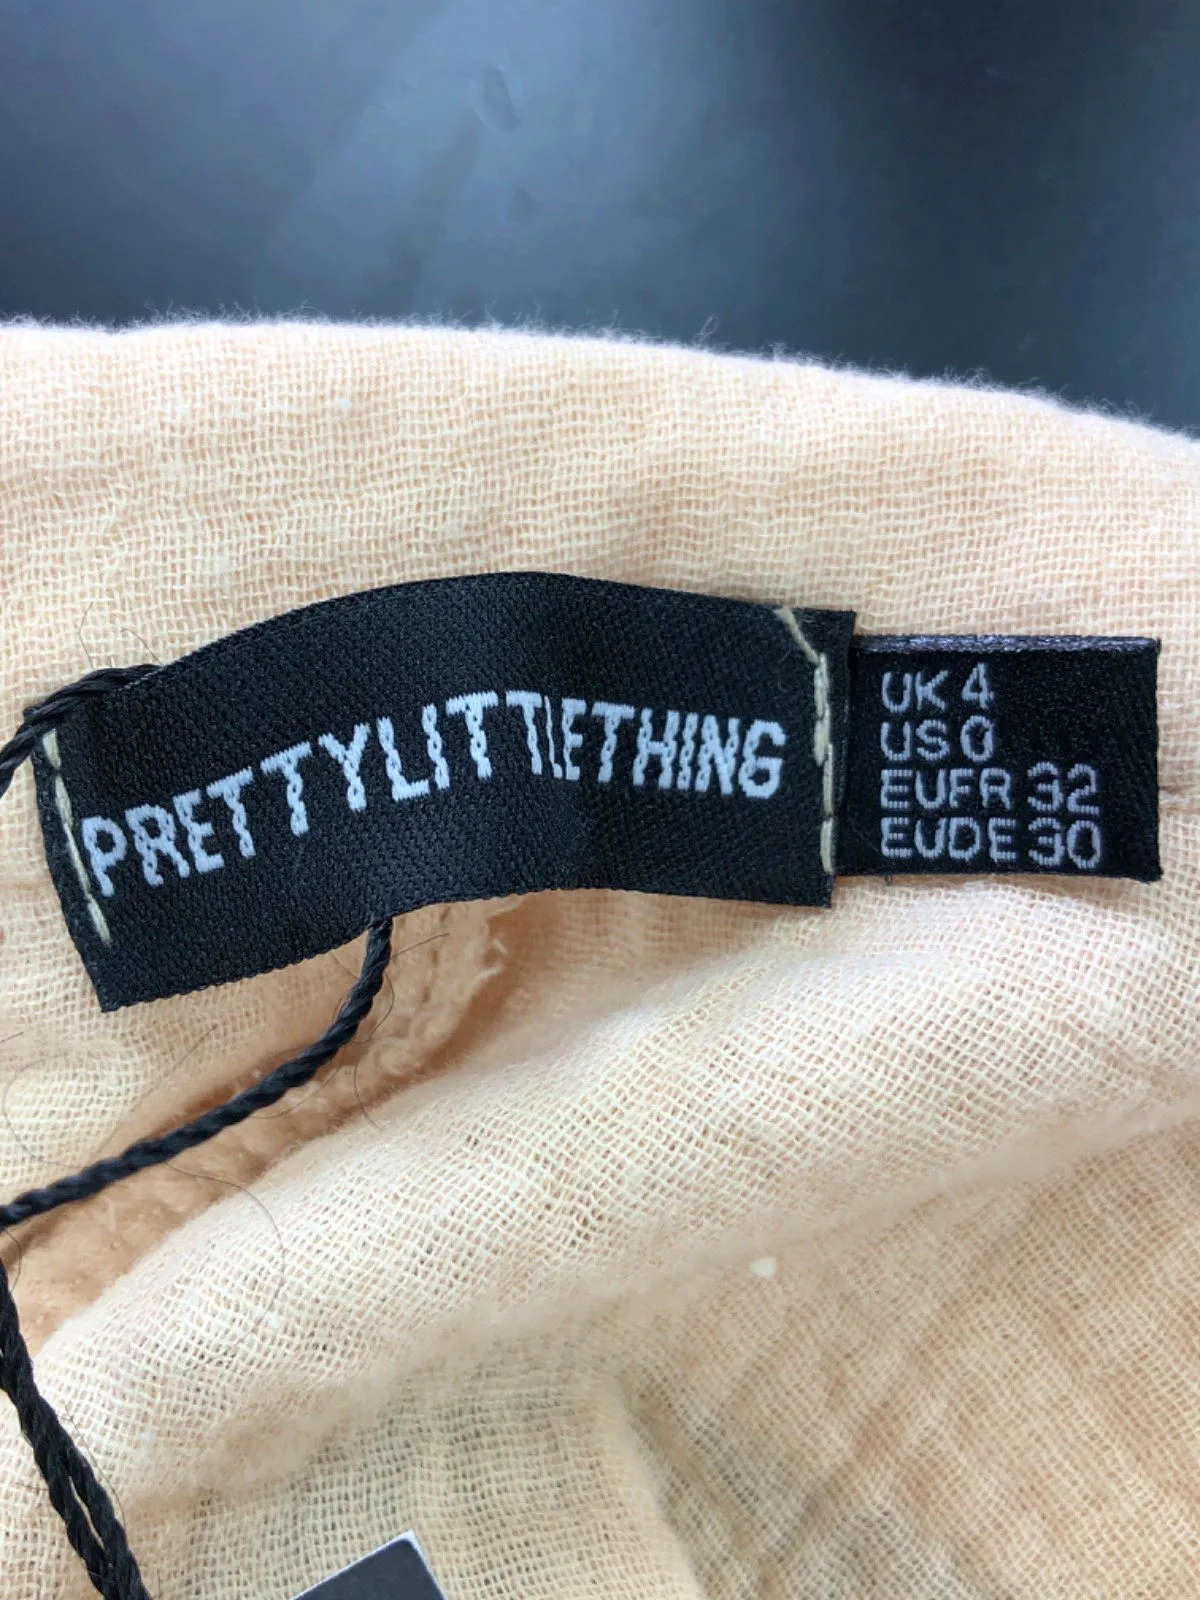 PRETTYLITTLETHING
UK 4
US 0
EUFR 32
EUDE 30